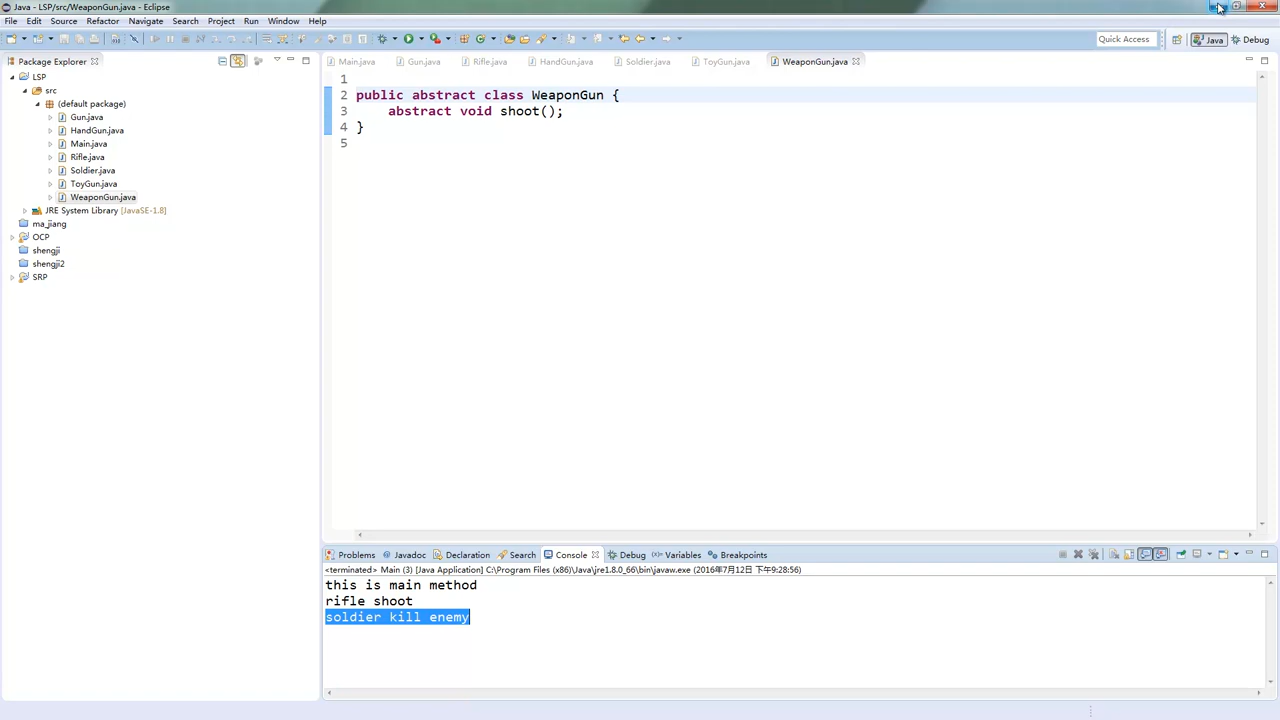 Java - LSP/src/WeaponGun.java - Eclipse
File Edit Source Refactor Navigate Search Project Run Window Help
Quick Access Java Debug
Package Explorer
LSP
src
(default package)
Gun.java
HandGun.java
Main.java
Rifle.java
Soldier.java
ToyGun.java
WeaponGun.java
JRE System Library [JavaSE-1.8]
ma_jiang
OCP
shengji
shengji2
SRP
Main.java Gun.java Rifle.java HandGun.java Soldier.java ToyGun.java WeaponGun.java
1
2 public abstract class WeaponGun {
3 abstract void shoot();
4 }
5
Problems Javadoc Declaration Search Console Debug Variables Breakpoints
<terminated> Main (3) [Java Application] C:\Program Files (x86)\Java\jre1.8.0_66\bin\javaw.exe (2016年7月12日 下午9:28:56)
this is main method
rifle shoot
soldier kill enemy